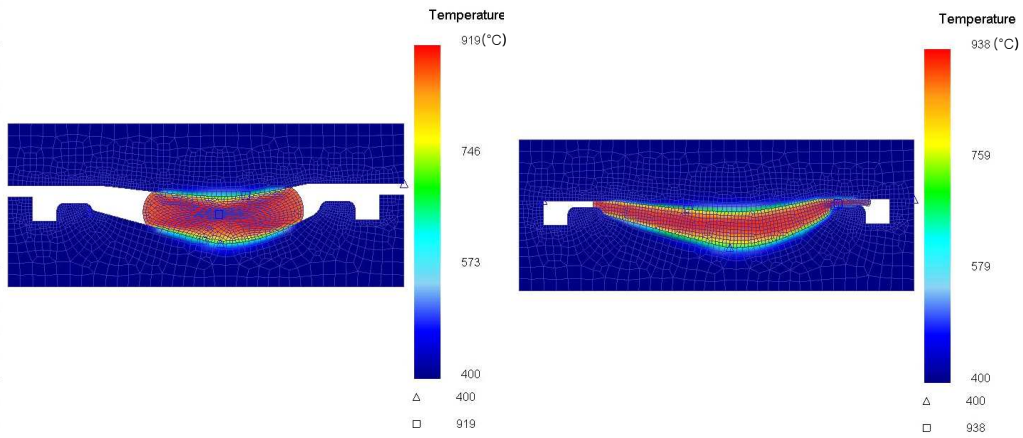 Temperature
919 (°C)
746
573
400
△ 400
□ 919
Temperature
938 (°C)
759
579
400
△ 400
□ 938